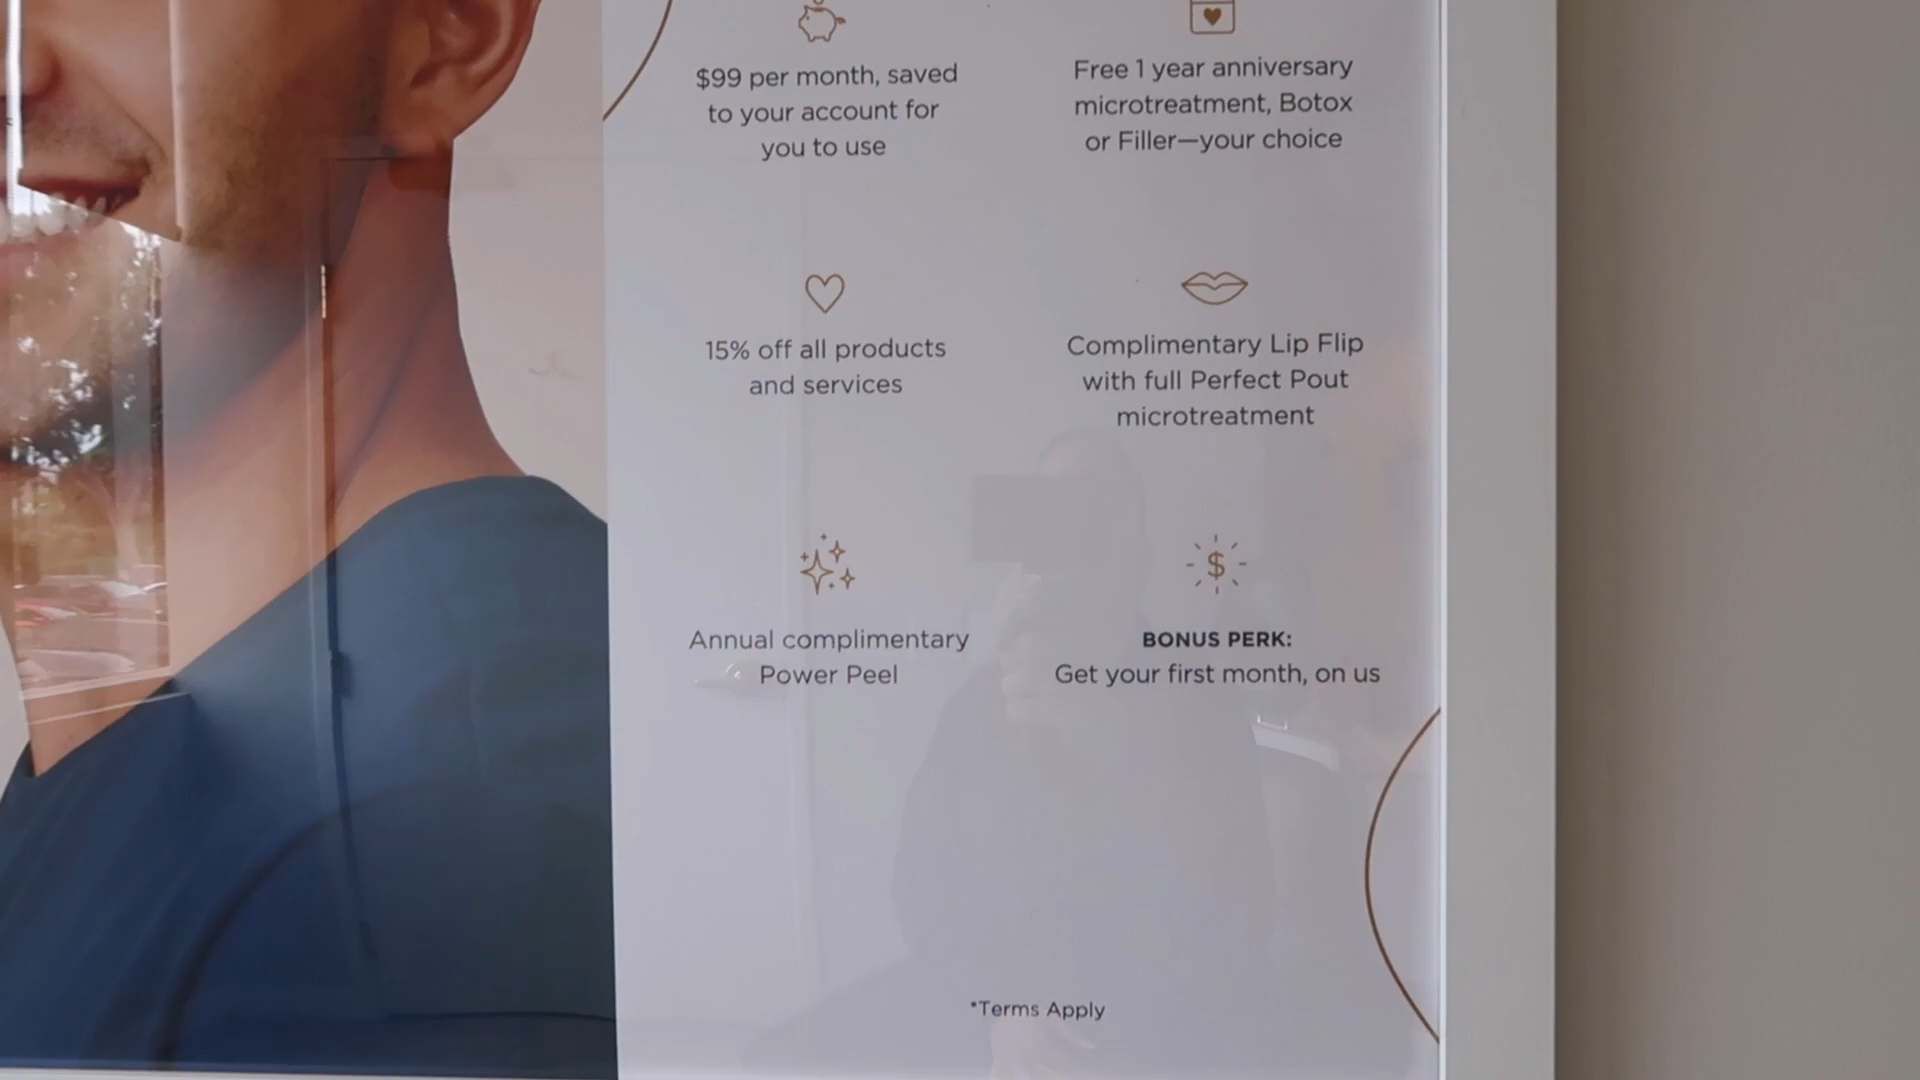 $99 per month, saved
to your account for
you to use
Free 1 year anniversary
microtreatment, Botox
or Filler—your choice
15% off all products
and services
Complimentary Lip Flip
with full Perfect Pout
microtreatment
Annual complimentary
Power Peel
$
BONUS PERK:
Get your first month, on us
*Terms Apply